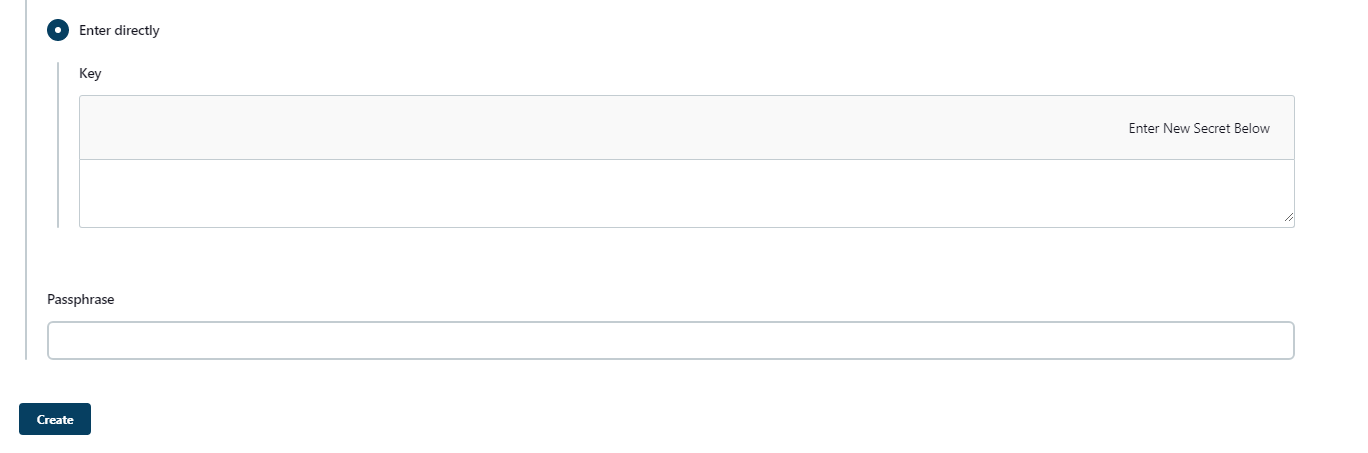 Enter directly
Key
Enter New Secret Below
Passphrase
Create